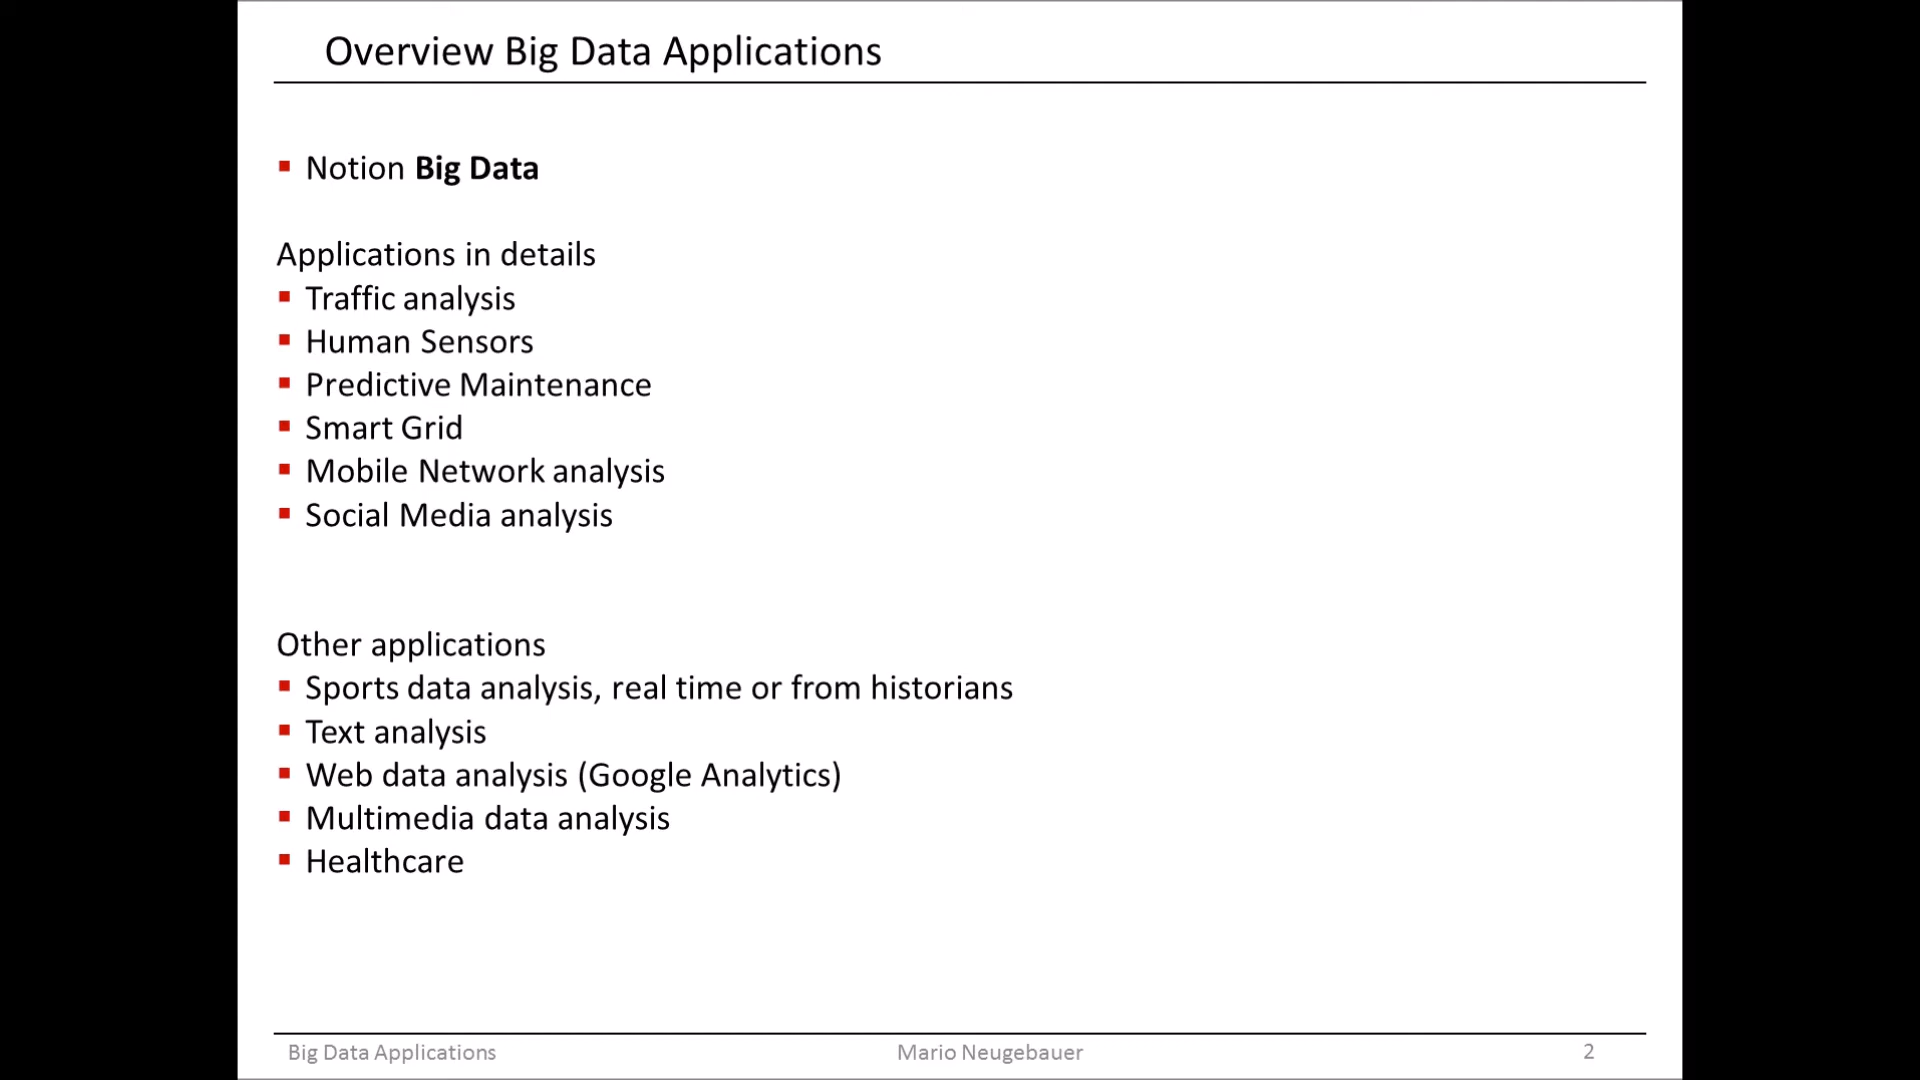 Overview Big Data Applications
Notion Big Data
Applications in details
Traffic analysis
Human Sensors
Predictive Maintenance
Smart Grid
Mobile Network analysis
Social Media analysis
Other applications
Sports data analysis, real time or from historians
Text analysis
Web data analysis (Google Analytics)
Multimedia data analysis
Healthcare
Big Data Applications Mario Neugebauer 2